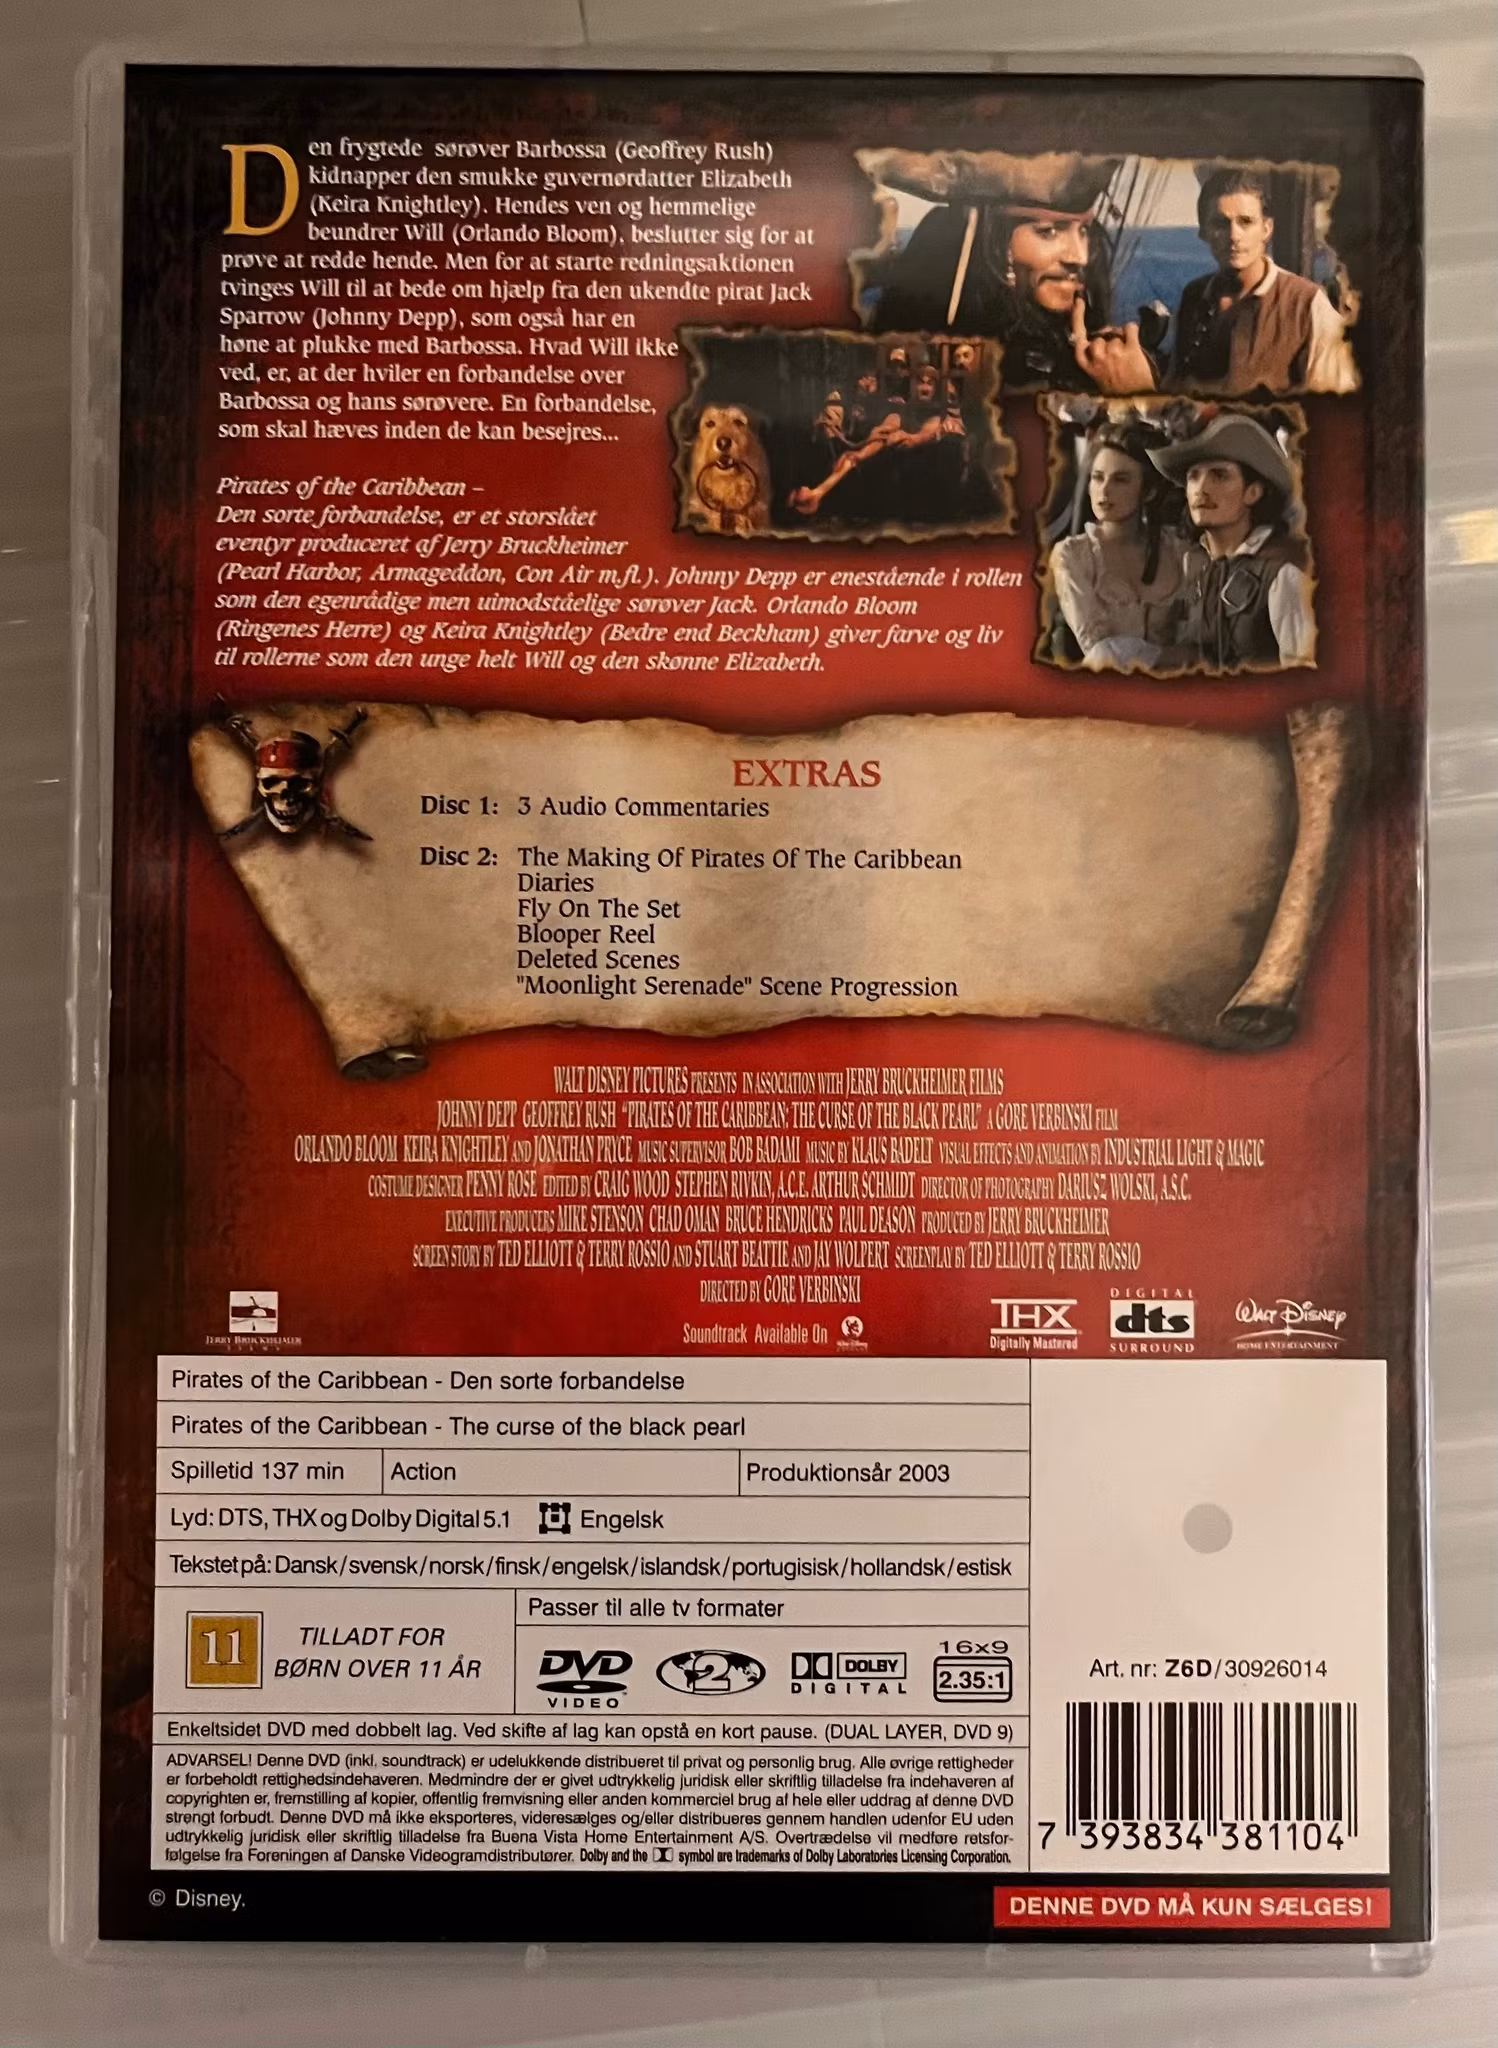 Den frygtede sørøver Barbossa (Geoffrey Rush)
kidnapper den smukke guvernørdatter Elizabeth
(Keira Knightley). Hendes ven og hemmelige
beundrer Will (Orlando Bloom), beslutter sig for at
prøve at redde hende. Men for at starte redningsaktionen
tvinges Will til at bede om hjælp fra den ukendte pirat Jack
Sparrow (Johnny Depp), som også har en
høne at plukke med Barbossa. Hvad Will ikke
ved, er, at der hviler en forbandelse over
Barbossa og hans sørøvere. En forbandelse,
som skal hæves inden de kan besejres...
Pirates of the Caribbean –
Den sorte forbandelse, er et storslået
eventyr produceret af Jerry Bruckheimer
(Pearl Harbor, Armageddon, Con Air m.fl.). Johnny Depp er enestående i rollen
som den egenrådige men uimodståelige sørøver Jack. Orlando Bloom
(Ringenes Herre) og Keira Knightley (Bedre end Beckham) giver farve og liv
til rollerne som den unge helt Will og den skønne Elizabeth.
EXTRAS
Disc 1: 3 Audio Commentaries
Disc 2: The Making Of Pirates Of The Caribbean
Diaries
Fly On The Set
Blooper Reel
Deleted Scenes
"Moonlight Serenade" Scene Progression
WALT DISNEY PICTURES PRESENTS IN ASSOCIATION WITH JERRY BRUCKHEIMER FILMS
JOHNNY DEPP GEOFFREY RUSH "PIRATES OF THE CARIBBEAN: THE CURSE OF THE BLACK PEARL" A GORE VERBINSKI FILM
ORLANDO BLOOM KEIRA KNIGHTLEY AND JONATHAN PRYCE MUSIC SUPERVISOR BOB BADAMI MUSIC BY KLAUS BADELT VISUAL EFFECTS AND ANIMATION BY INDUSTRIAL LIGHT & MAGIC
COSTUME DESIGNER PENNY ROSE EDITED BY CRAIG WOOD STEPHEN RIVKIN, A.C.E. ARTHUR SCHMIDT DIRECTOR OF PHOTOGRAPHY DARIUSZ WOLSKI, A.S.C.
EXECUTIVE PRODUCERS MIKE STENSON CHAD OMAN BRUCE HENDRICKS PAUL DEASON PRODUCED BY JERRY BRUCKHEIMER
SCREEN STORY BY TED ELLIOTT & TERRY ROSSIO AND STUART BEATTIE AND JAY WOLPERT SCREENPLAY BY TED ELLIOTT & TERRY ROSSIO
DIRECTED BY GORE VERBINSKI
JERRY BRUCKHEIMER
FILMS
Soundtrack Available On
THX
Digitally Mastered
DIGITAL
dts
SURROUND
Walt Disney
HOME ENTERTAINMENT
Pirates of the Caribbean - Den sorte forbandelse
Pirates of the Caribbean - The curse of the black pearl
Spilletid 137 min Action Produktionsår 2003
Lyd: DTS, THX og Dolby Digital 5.1 Engelsk
Tekstet på: Dansk/svensk/norsk/finsk/engelsk/islandsk/portugisisk/hollandsk/estisk
11
TILLADT FOR
BØRN OVER 11 ÅR
Passer til alle tv formater
DVD
VIDEO
2
DOLBY
DIGITAL
16x9
2.35:1
Enkeltsidet DVD med dobbelt lag. Ved skifte af lag kan opstå en kort pause. (DUAL LAYER, DVD 9)
ADVARSEL! Denne DVD (inkl. soundtrack) er udelukkende distribueret til privat og personlig brug. Alle øvrige rettigheder
er forbeholdt rettighedsindehaveren. Medmindre der er givet udtrykkelig juridisk eller skriftlig tilladelse fra indehaveren af
copyrighten er, fremstilling af kopier, offentlig fremvisning eller anden kommerciel brug af hele eller uddrag af denne DVD
strengt forbudt. Denne DVD må ikke eksporteres, videresælges og/eller distribueres gennem handlen udenfor EU uden
udtrykkelig juridisk eller skriftlig tilladelse fra Buena Vista Home Entertainment A/S. Overtrædelse vil medføre retsfor-
følgelse fra Foreningen af Danske Videogramdistributører. Dolby and the symbol are trademarks of Dolby Laboratories Licensing Corporation.
Art. nr: Z6D/30926014
7 393834 381104
© Disney.
DENNE DVD MÅ KUN SÆLGES!